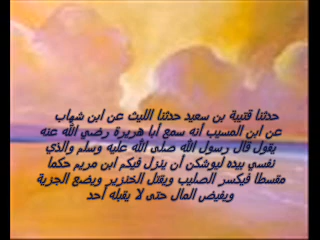 حدثنا قتيبة بن سعيد حدثنا الليث عن ابن شهاب
عن ابن المسيب أنه سمع أبا هريرة رضي الله عنه
يقول قال رسول الله صلى الله عليه وسلم والذي
نفسي بيده ليوشكن أن ينزل فيكم ابن مريم حكما
مقسطا فيكسر الصليب ويقتل الخنزير ويضع الجزية
ويفيض المال حتى لا يقبله أحد